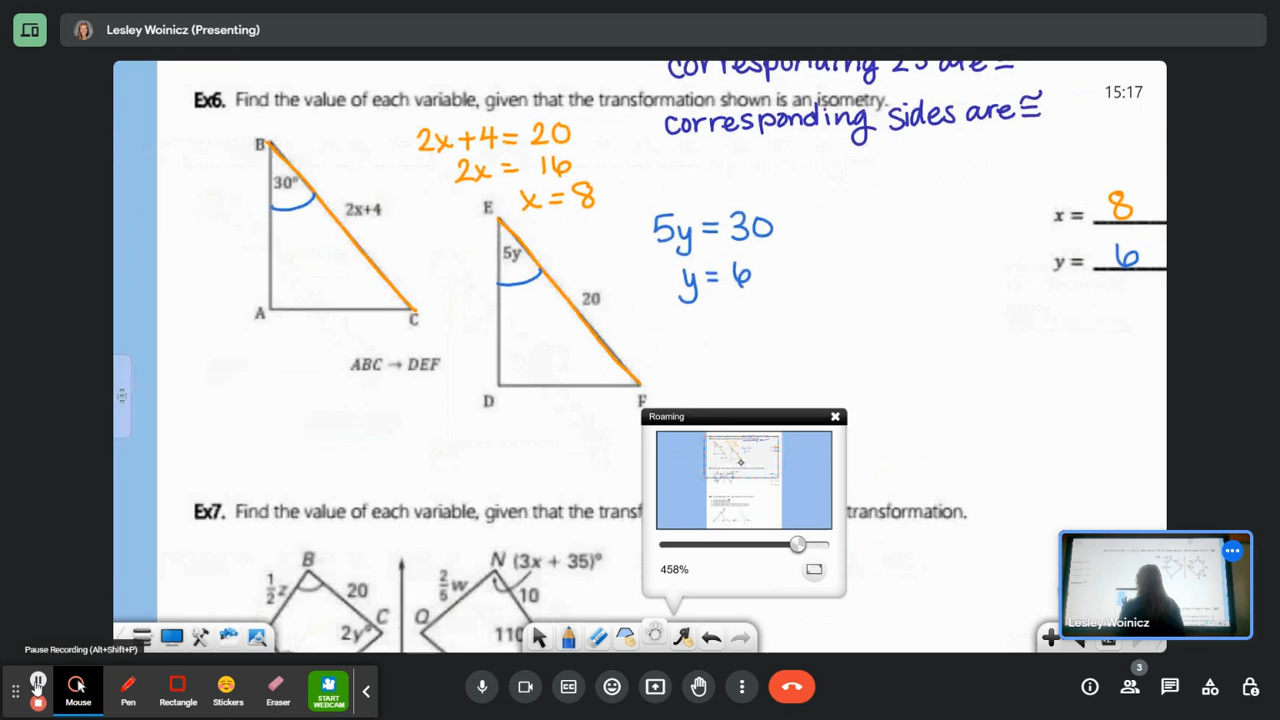 Lesley Woinicz (Presenting)
corresponding ∠s are ≅
Ex6. Find the value of each variable, given that the transformation shown is an isometry.
15:17
corresponding sides are ≅
2x+4 = 20
2x = 16
x = 8
B
30°
2x+4
A
C
E
5y
20
D
F
ABC → DEF
5y = 30
y = 6
x = 8
y = 6
Roaming
458%
Ex7. Find the value of each variable, given that the transf
transformation.
B
1/2 z
20
C
2y°
2/6 w
N (3x + 35)°
10
Q
110
Lesley Woinicz
Pause Recording (Alt+Shift+P)
Mouse
Pen
Rectangle
Stickers
Eraser
START
WEBCAM
3